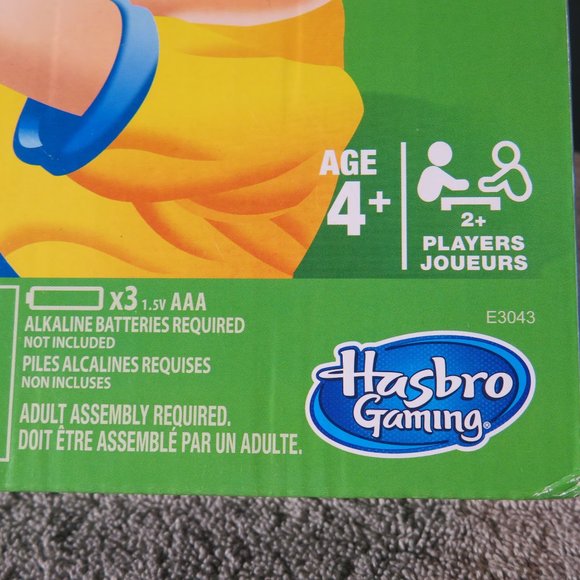 AGE
4+
2+
PLAYERS
JOUEURS
x3 1.5V AAA
ALKALINE BATTERIES REQUIRED
NOT INCLUDED
PILES ALCALINES REQUISES
NON INCLUSES
ADULT ASSEMBLY REQUIRED.
DOIT ÊTRE ASSEMBLÉ PAR UN ADULTE.
E3043
Hasbro
Gaming®